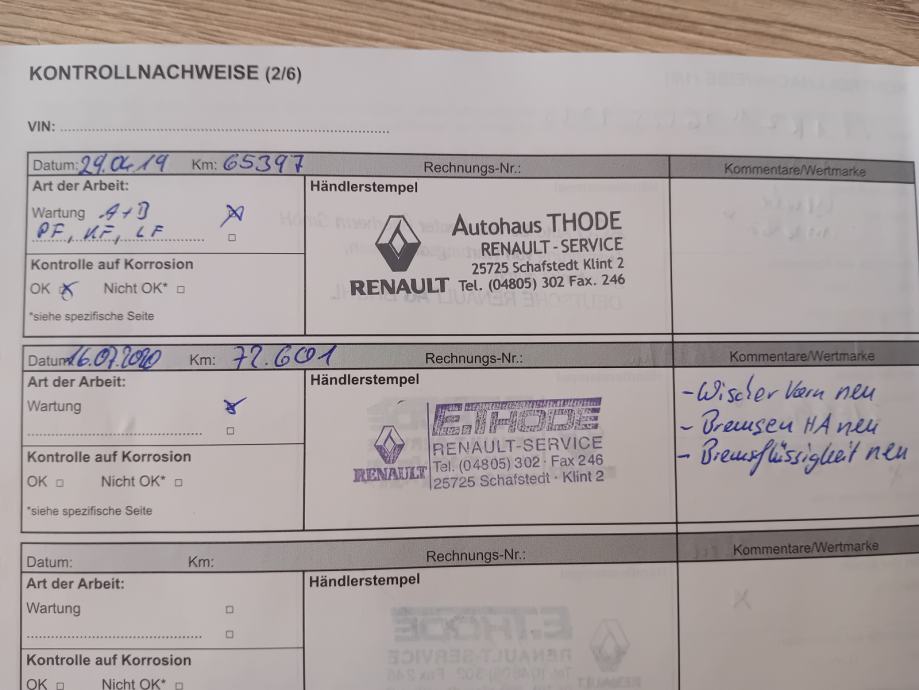 KONTROLLNACHWEISE (2/6)
VIN:
Datum: 29.04.19 Km: 65397 Rechnungs-Nr.: Kommentare/Wertmarke
Art der Arbeit:
Wartung A+B
PF, KF, LF
Kontrolle auf Korrosion
OK Nicht OK*
*siehe spezifische Seite
Händlerstempel
Autohaus THODE
RENAULT-SERVICE
25725 Schafstedt Klint 2
RENAULT Tel. (04805) 302 Fax. 246
Datum: 16.07.2020 Km: 72.601 Rechnungs-Nr.: Kommentare/Wertmarke
Art der Arbeit:
Wartung
Kontrolle auf Korrosion
OK Nicht OK*
*siehe spezifische Seite
Händlerstempel
E.THODE
RENAULT-SERVICE
Tel. (04805) 302 · Fax 246
RENAULT 25725 Schafstedt · Klint 2
- Wischer Vorn neu
- Bremsen HA neu
- Bremsflüssigkeit neu
Datum: Km: Rechnungs-Nr.: Kommentare/Wertmarke
Art der Arbeit:
Wartung
Kontrolle auf Korrosion
OK Nicht OK*
Händlerstempel